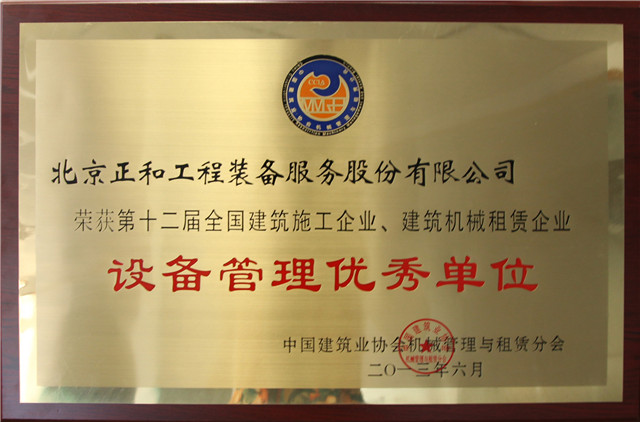 北京正和工程装备服务股份有限公司
荣获第十二届全国建筑施工企业、建筑机械租赁企业
设备管理优秀单位
中国建筑业协会机械管理与租赁分会
二〇一三年六月